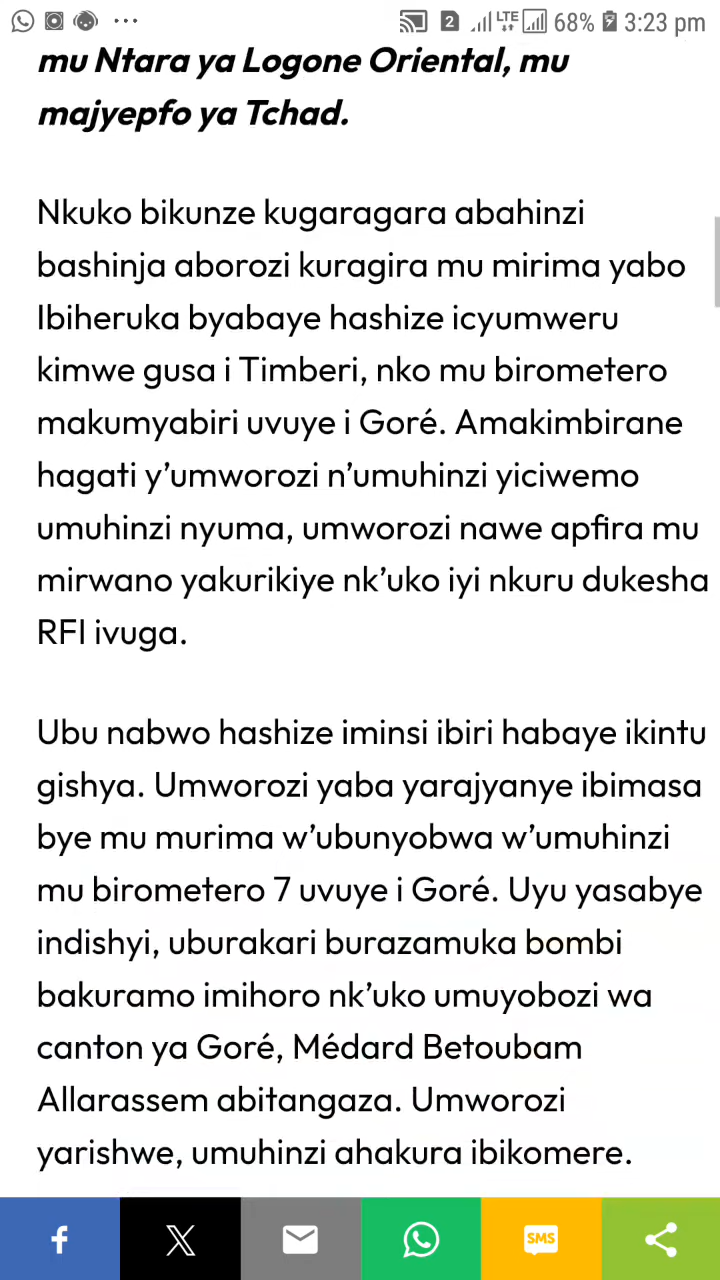 LTE 68% 3:23 pm
2
mu Ntara ya Logone Oriental, mu
majyepfo ya Tchad.
Nkuko bikunze kugaragara abahinzi
bashinja aborozi kuragira mu mirima yabo
Ibiheruka byabaye hashize icyumweru
kimwe gusa i Timberi, nko mu birometero
makumyabiri uvuye i Goré. Amakimbirane
hagati y’umworozi n’umuhinzi yiciwemo
umuhinzi nyuma, umworozi nawe apfira mu
mirwano yakurikiye nk’uko iyi nkuru dukesha
RFI ivuga.
Ubu nabwo hashize iminsi ibiri habaye ikintu
gishya. Umworozi yaba yarajyanye ibimasa
bye mu murima w’ubunyobwa w’umuhinzi
mu birometero 7 uvuye i Goré. Uyu yasabye
indishyi, uburakari burazamuka bombi
bakuramo imihoro nk’uko umuyobozi wa
canton ya Goré, Médard Betoubam
Allarassem abitangaza. Umworozi
yarishwe, umuhinzi ahakura ibikomere.
SMS